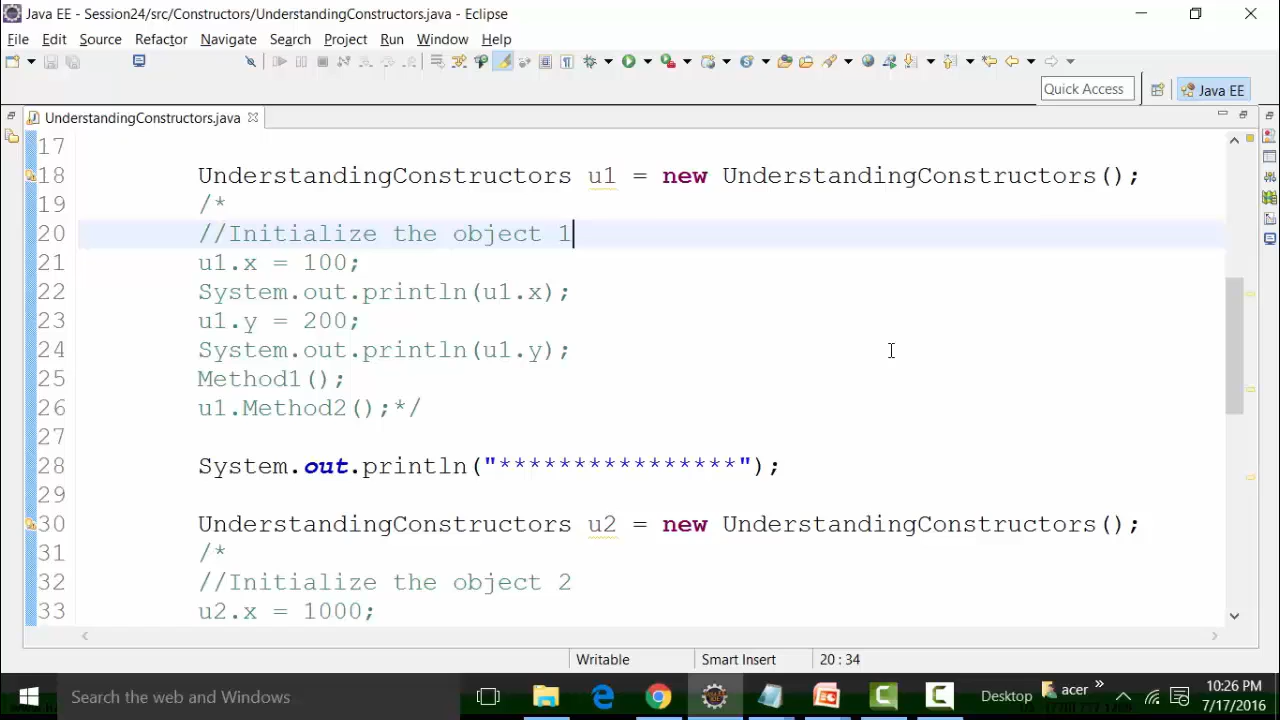 Java EE - Session24/src/Constructors/UnderstandingConstructors.java - Eclipse
File Edit Source Refactor Navigate Search Project Run Window Help
Quick Access
Java EE
UnderstandingConstructors.java
17
18 UnderstandingConstructors u1 = new UnderstandingConstructors();
19 /*
20 //Initialize the object 1
21 u1.x = 100;
22 System.out.println(u1.x);
23 u1.y = 200;
24 System.out.println(u1.y);
25 Method1();
26 u1.Method2();*/
27
28 System.out.println("****************");
29
30 UnderstandingConstructors u2 = new UnderstandingConstructors();
31 /*
32 //Initialize the object 2
33 u2.x = 1000;
Writable Smart Insert 20 : 34
Search the web and Windows
Desktop
acer
10:26 PM
7/17/2016